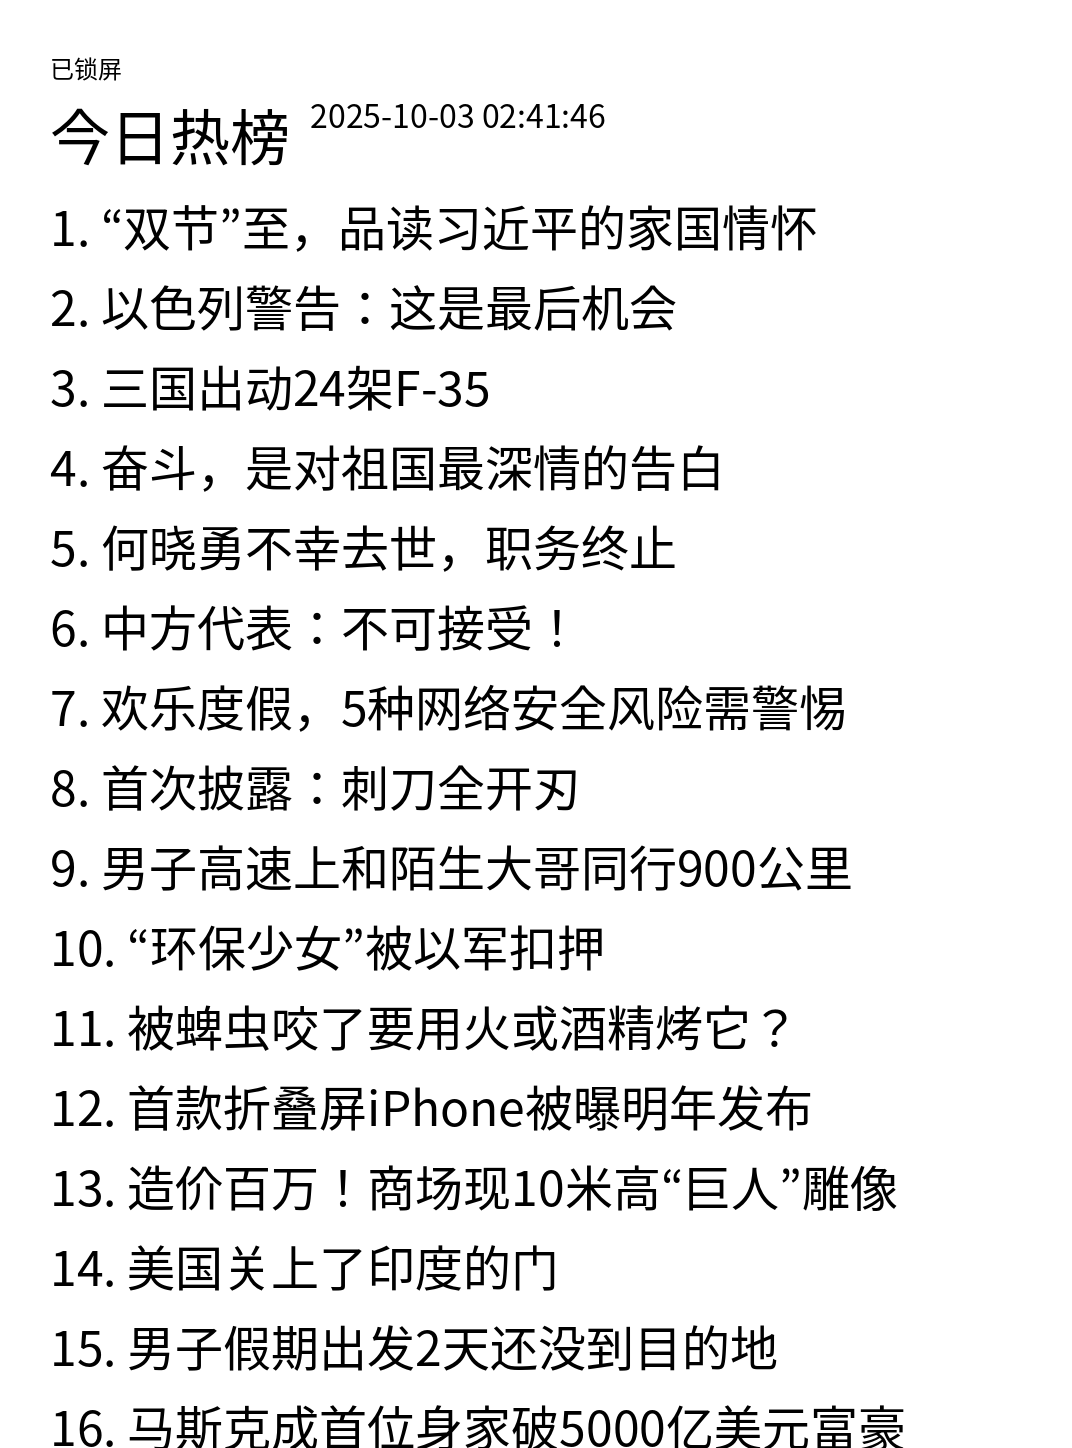 已锁屏
今日热榜 2025-10-03 02:41:46
1. “双节”至，品读习近平的家国情怀
2. 以色列警告：这是最后机会
3. 三国出动24架F-35
4. 奋斗，是对祖国最深情的告白
5. 何晓勇不幸去世，职务终止
6. 中方代表：不可接受！
7. 欢乐度假，5种网络安全风险需警惕
8. 首次披露：刺刀全开刃
9. 男子高速上和陌生大哥同行900公里
10. “环保少女”被以军扣押
11. 被蜱虫咬了要用火或酒精烤它？
12. 首款折叠屏iPhone被曝明年发布
13. 造价百万！商场现10米高“巨人”雕像
14. 美国关上了印度的门
15. 男子假期出发2天还没到目的地
16. 马斯克成首位身家破5000亿美元富豪